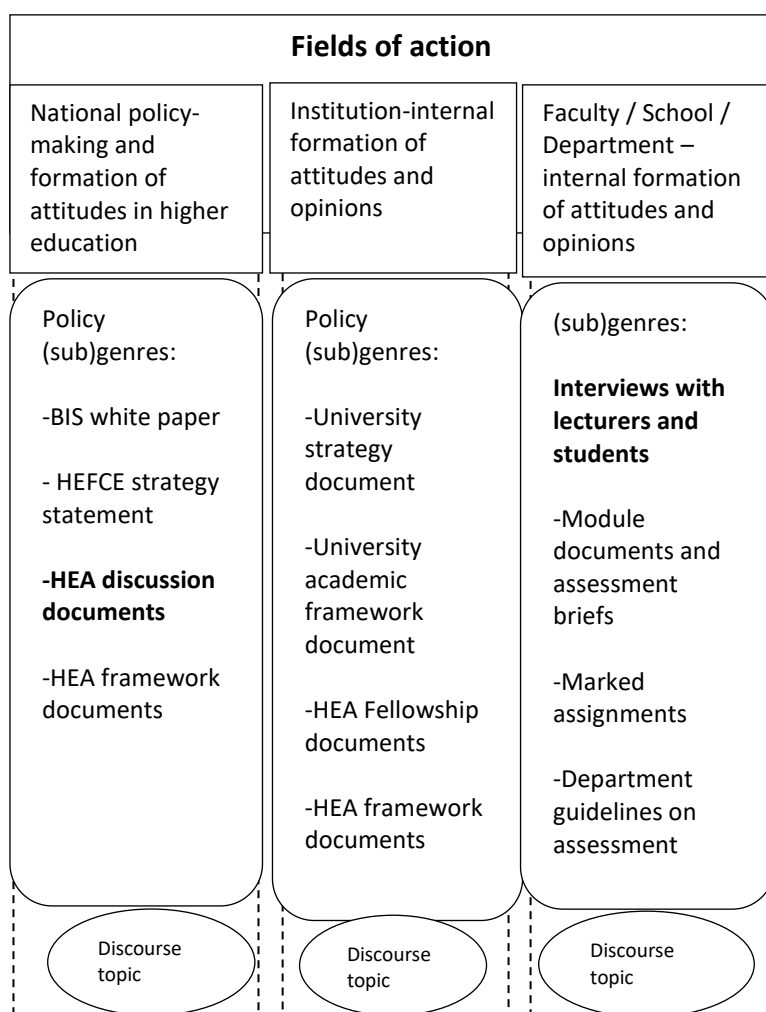 Fields of action
National policy-
making and
formation of
attitudes in higher
education
Institution-internal
formation of
attitudes and
opinions
Faculty / School /
Department –
internal formation
of attitudes and
opinions
Policy
(sub)genres:
-BIS white paper
- HEFCE strategy
statement
-HEA discussion
documents
-HEA framework
documents
Policy
(sub)genres:
-University
strategy
document
-University
academic
framework
document
-HEA Fellowship
documents
-HEA framework
documents
(sub)genres:
Interviews with
lecturers and
students
-Module
documents and
assessment
briefs
-Marked
assignments
-Department
guidelines on
assessment
Discourse
topic
Discourse
topic
Discourse
topic